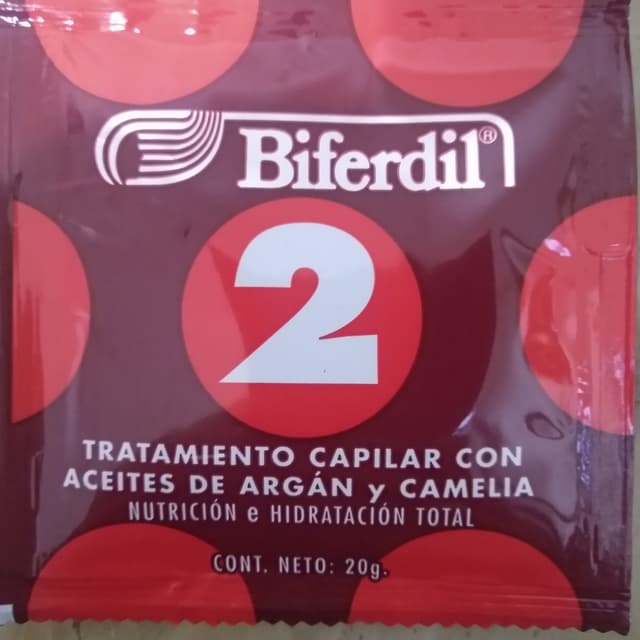 Biferdil®
2
TRATAMIENTO CAPILAR CON
ACEITES DE ARGÁN y CAMELIA
NUTRICIÓN e HIDRATACIÓN TOTAL
CONT. NETO: 20g.